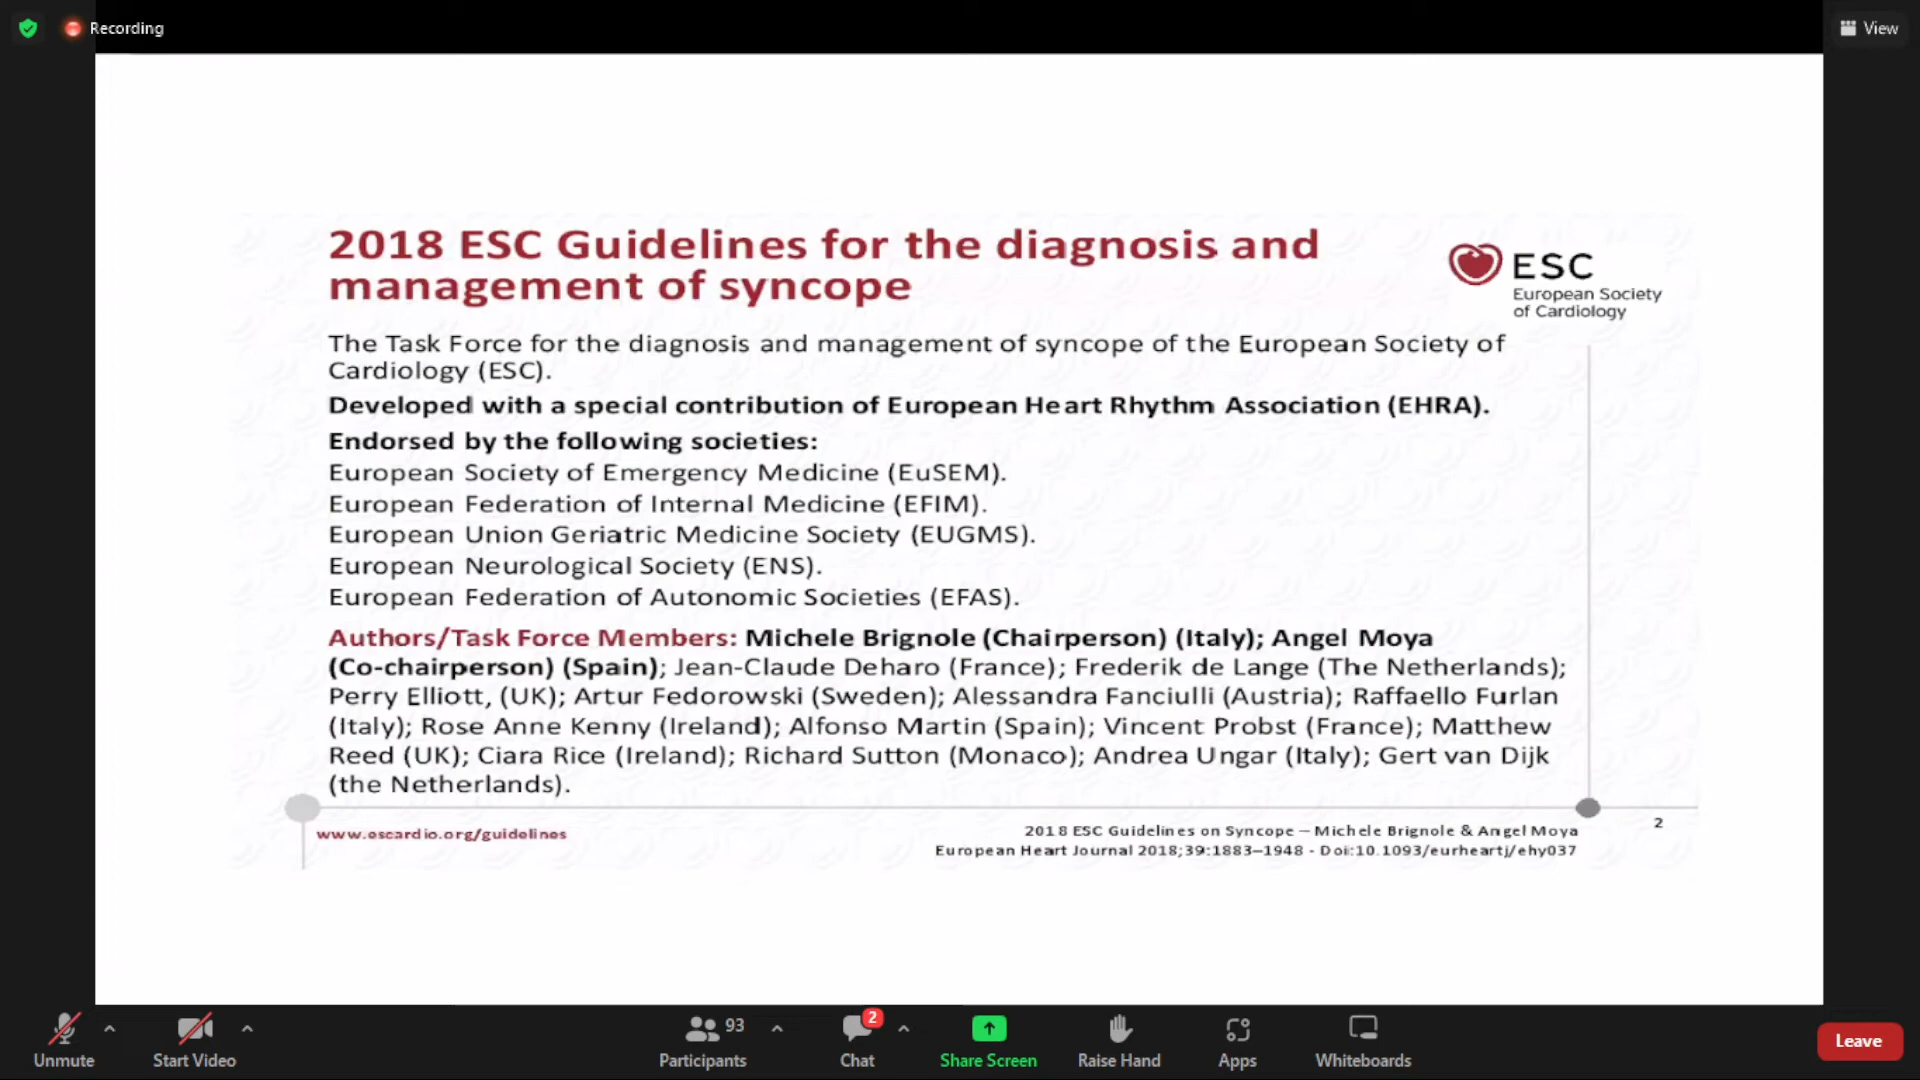 Recording
View
2018 ESC Guidelines for the diagnosis and
management of syncope
ESC
European Society
of Cardiology
The Task Force for the diagnosis and management of syncope of the European Society of
Cardiology (ESC).
Developed with a special contribution of European Heart Rhythm Association (EHRA).
Endorsed by the following societies:
European Society of Emergency Medicine (EuSEM).
European Federation of Internal Medicine (EFIM).
European Union Geriatric Medicine Society (EUGMS).
European Neurological Society (ENS).
European Federation of Autonomic Societies (EFAS).
Authors/Task Force Members: Michele Brignole (Chairperson) (Italy); Angel Moya
(Co-chairperson) (Spain); Jean-Claude Deharo (France); Frederik de Lange (The Netherlands);
Perry Elliott, (UK); Artur Fedorowski (Sweden); Alessandra Fanciulli (Austria); Raffaello Furlan
(Italy); Rose Anne Kenny (Ireland); Alfonso Martin (Spain); Vincent Probst (France); Matthew
Reed (UK); Ciara Rice (Ireland); Richard Sutton (Monaco); Andrea Ungar (Italy); Gert van Dijk
(the Netherlands).
www.escardio.org/guidelines
2018 ESC Guidelines on Syncope – Michele Brignole & Angel Moya
European Heart Journal 2018;39:1883–1948 - Doi:10.1093/eurheartj/ehy037
2
Unmute
Start Video
93
Participants
2
Chat
Share Screen
Raise Hand
Apps
Whiteboards
Leave